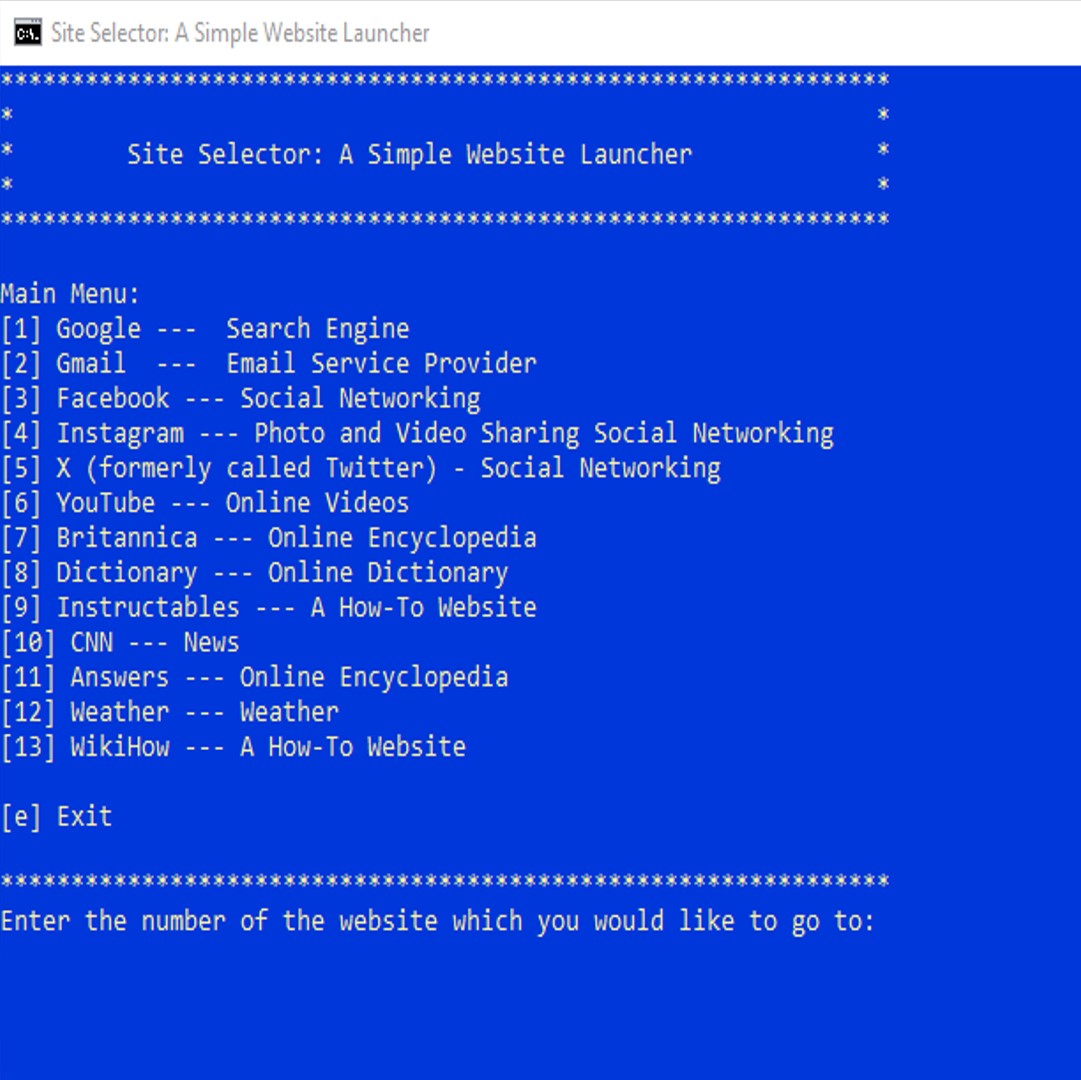 Site Selector: A Simple Website Launcher
***************************************************************
*                                                             *
*        Site Selector: A Simple Website Launcher             *
*                                                             *
***************************************************************
Main Menu:
[1] Google ---  Search Engine
[2] Gmail  ---  Email Service Provider
[3] Facebook --- Social Networking
[4] Instagram --- Photo and Video Sharing Social Networking
[5] X (formerly called Twitter) - Social Networking
[6] YouTube --- Online Videos
[7] Britannica --- Online Encyclopedia
[8] Dictionary --- Online Dictionary
[9] Instructables --- A How-To Website
[10] CNN --- News
[11] Answers --- Online Encyclopedia
[12] Weather --- Weather
[13] WikiHow --- A How-To Website
[e] Exit
***************************************************************
Enter the number of the website which you would like to go to: